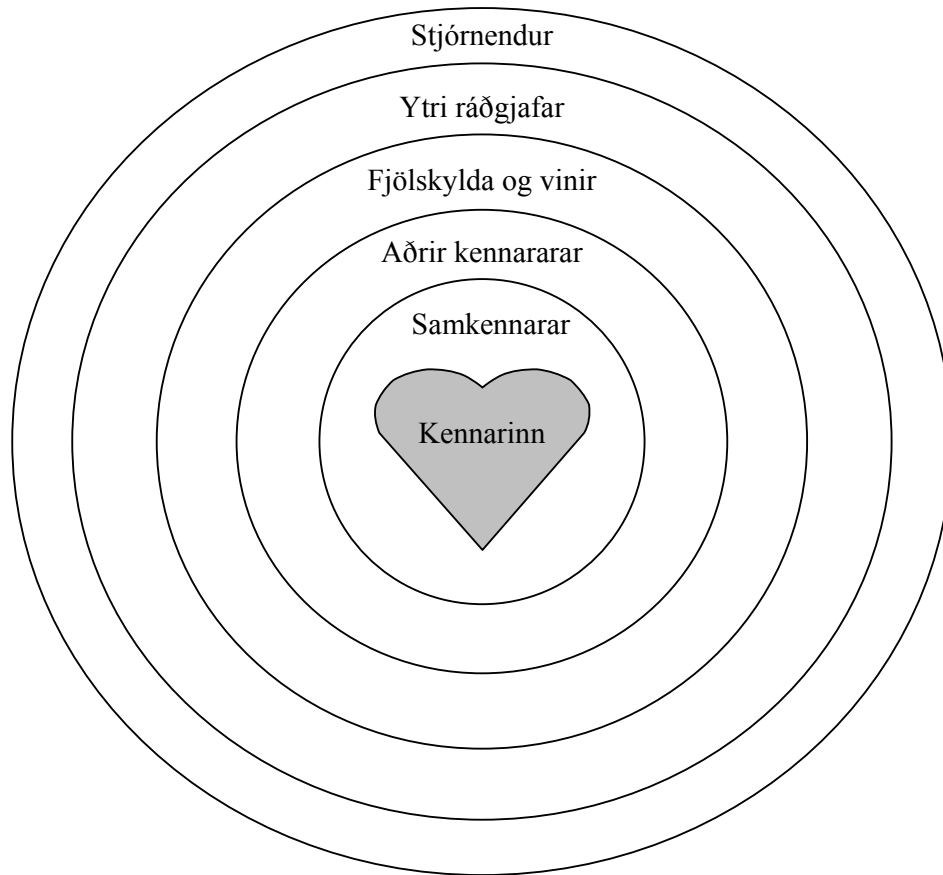 Stjórnendur
Ytri ráðgjafar
Fjölskylda og vinir
Aðrir kennararar
Samkennarar
Kennarinn